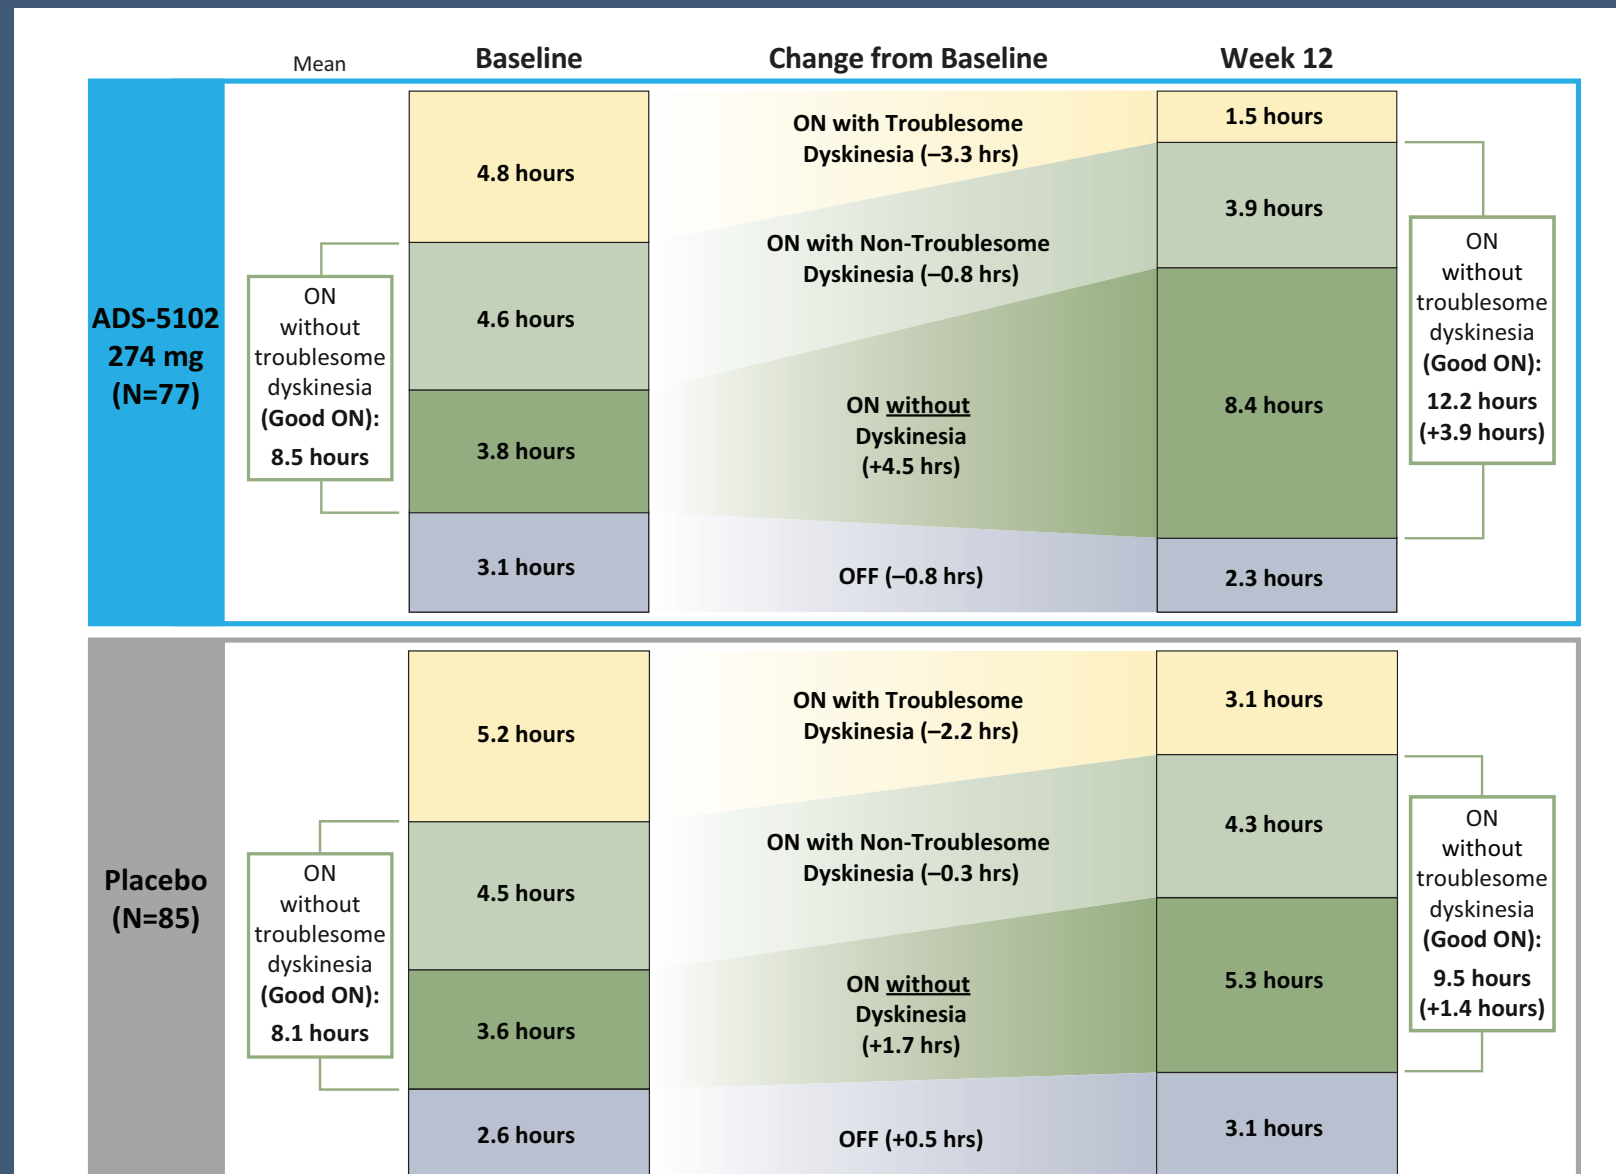 Mean
Baseline
Change from Baseline
Week 12
ADS-5102
274 mg
(N=77)
ON
without
troublesome
dyskinesia
(Good ON):
8.5 hours
4.8 hours
4.6 hours
3.8 hours
3.1 hours
ON with Troublesome
Dyskinesia (–3.3 hrs)
ON with Non-Troublesome
Dyskinesia (–0.8 hrs)
ON without
Dyskinesia
(+4.5 hrs)
OFF (–0.8 hrs)
1.5 hours
3.9 hours
8.4 hours
2.3 hours
ON
without
troublesome
dyskinesia
(Good ON):
12.2 hours
(+3.9 hours)
Placebo
(N=85)
ON
without
troublesome
dyskinesia
(Good ON):
8.1 hours
5.2 hours
4.5 hours
3.6 hours
2.6 hours
ON with Troublesome
Dyskinesia (–2.2 hrs)
ON with Non-Troublesome
Dyskinesia (–0.3 hrs)
ON without
Dyskinesia
(+1.7 hrs)
OFF (+0.5 hrs)
3.1 hours
4.3 hours
5.3 hours
3.1 hours
ON
without
troublesome
dyskinesia
(Good ON):
9.5 hours
(+1.4 hours)